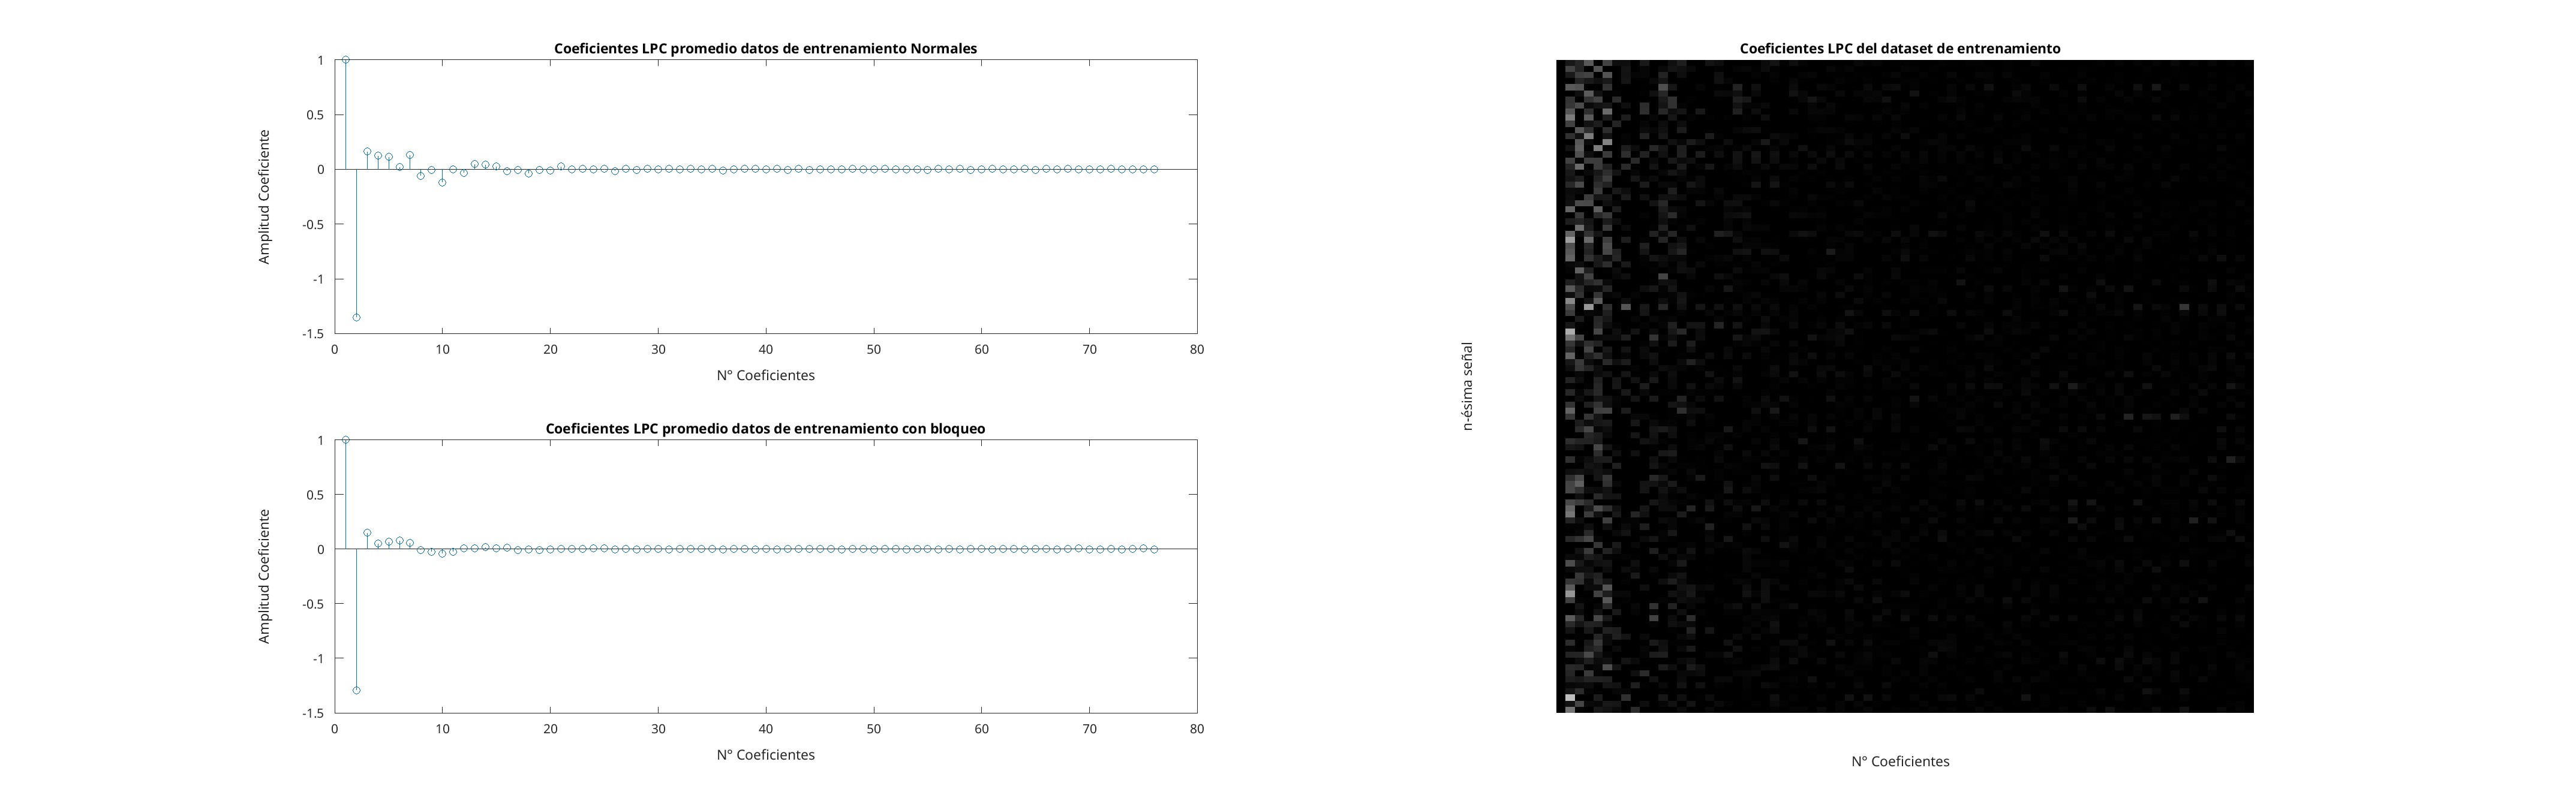 Coeficientes LPC promedio datos de entrenamiento Normales
1
0.5
0
-0.5
-1
-1.5
Amplitud Coeficiente
0 10 20 30 40 50 60 70 80
Nº Coeficientes
Coeficientes LPC promedio datos de entrenamiento con bloqueo
1
0.5
0
-0.5
-1
-1.5
Amplitud Coeficiente
0 10 20 30 40 50 60 70 80
Nº Coeficientes
Coeficientes LPC del dataset de entrenamiento
n-ésima señal
Nº Coeficientes